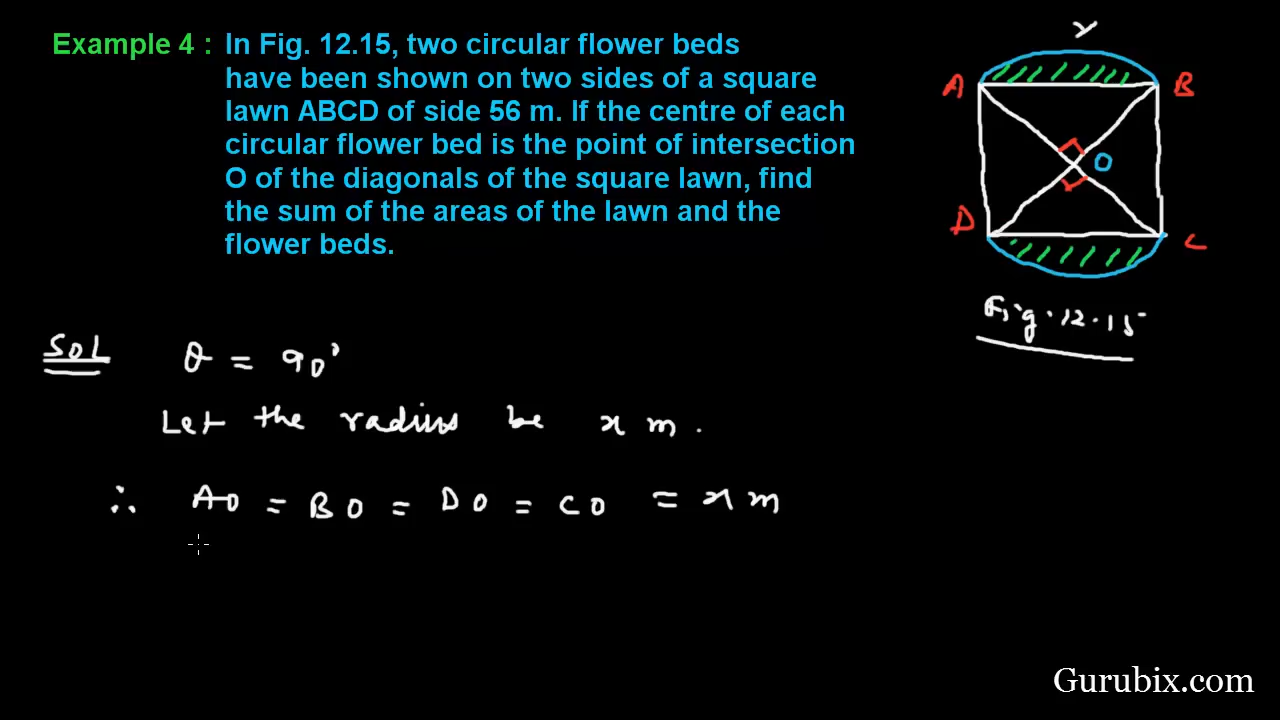 Example 4 : In Fig. 12.15, two circular flower beds
have been shown on two sides of a square
lawn ABCD of side 56 m. If the centre of each
circular flower bed is the point of intersection
O of the diagonals of the square lawn, find
the sum of the areas of the lawn and the
flower beds.
Y
A B
O
D C
Fig. 12.15
Sol θ = 90°
Let the radius be x m.
∴ AO = BO = DO = CO = x m
Gurubix.com